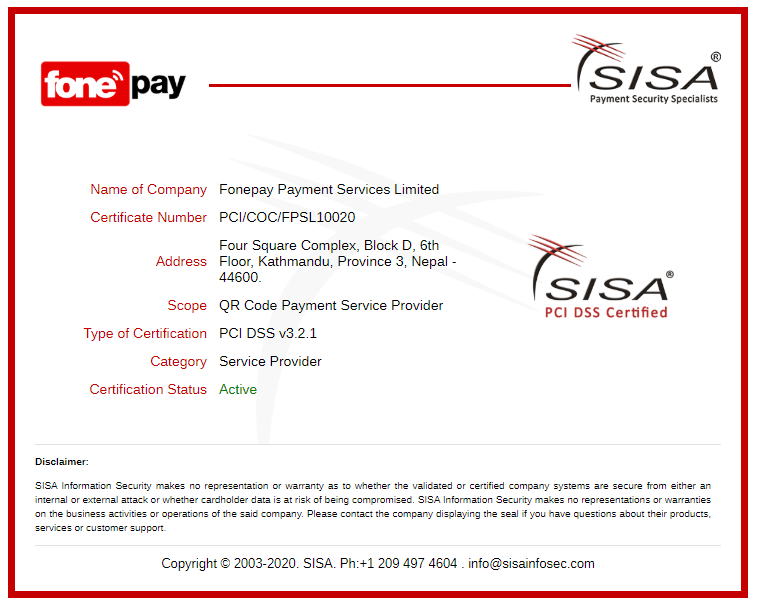 fonepay
SISA®
Payment Security Specialists
Name of Company Fonepay Payment Services Limited
Certificate Number PCI/COC/FPSL10020
Address Four Square Complex, Block D, 6th
Floor, Kathmandu, Province 3, Nepal -
44600.
SISA®
PCI DSS Certified
Scope QR Code Payment Service Provider
Type of Certification PCI DSS v3.2.1
Category Service Provider
Certification Status Active
Disclaimer:
SISA Information Security makes no representation or warranty as to whether the validated or certified company systems are secure from either an
internal or external attack or whether cardholder data is at risk of being compromised. SISA Information Security makes no representations or warranties
on the business activities or operations of the said company. Please contact the company displaying the seal if you have questions about their products,
services or customer support.
Copyright © 2003-2020. SISA. Ph:+1 209 497 4604 . info@sisainfosec.com